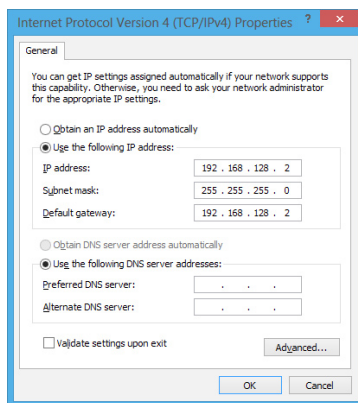 Internet Protocol Version 4 (TCP/IPv4) Properties ? ×
General
You can get IP settings assigned automatically if your network supports
this capability. Otherwise, you need to ask your network administrator
for the appropriate IP settings.
Obtain an IP address automatically
Use the following IP address:
IP address: 192 . 168 . 128 . 2
Subnet mask: 255 . 255 . 255 . 0
Default gateway: 192 . 168 . 128 . 2
Obtain DNS server address automatically
Use the following DNS server addresses:
Preferred DNS server: . . .
Alternate DNS server: . . .
Validate settings upon exit
Advanced...
OK Cancel